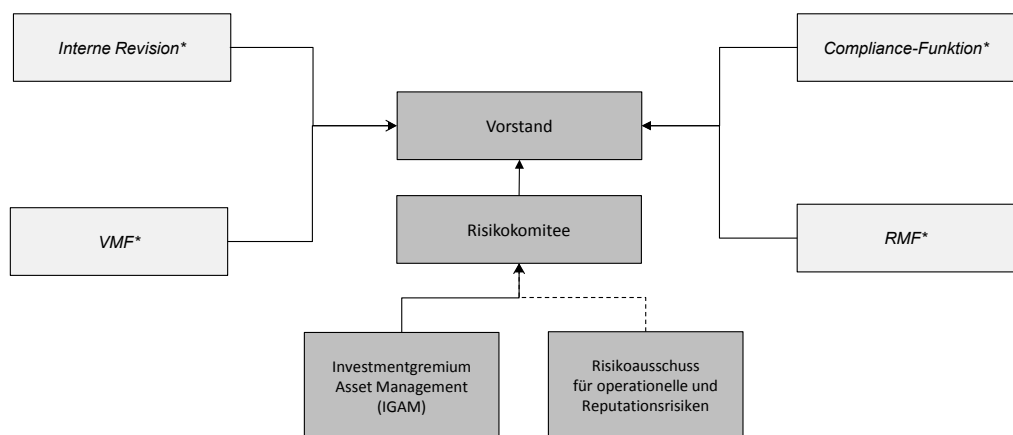 Interne Revision*
Compliance-Funktion*
Vorstand
VMF*
Risikokomitee
RMF*
Investmentgremium
Asset Management
(IGAM)
Risikoausschuss
für operationelle und
Reputationsrisiken